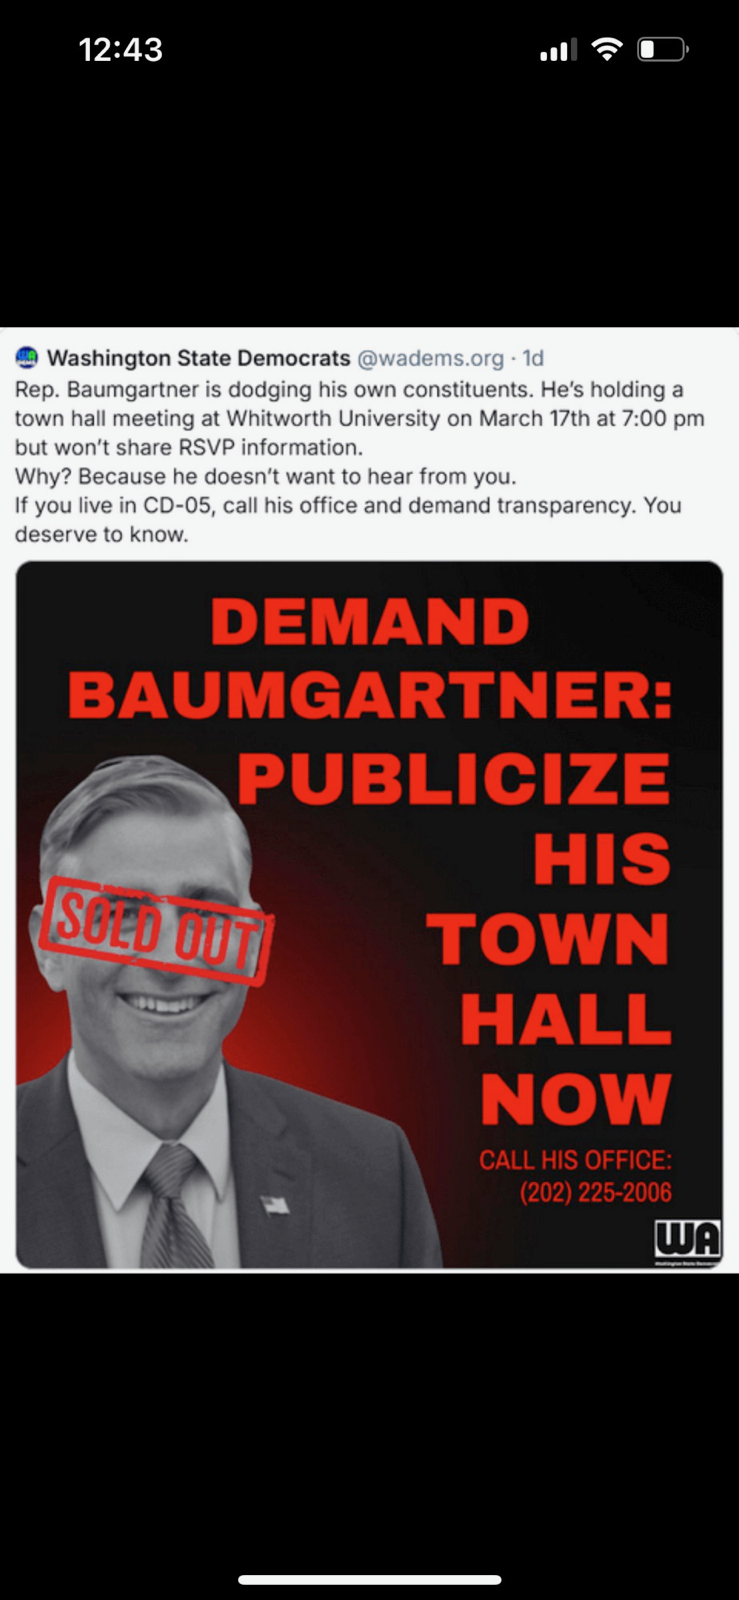 12:43
Washington State Democrats @wadems.org · 1d
Rep. Baumgartner is dodging his own constituents. He's holding a
town hall meeting at Whitworth University on March 17th at 7:00 pm
but won't share RSVP information.
Why? Because he doesn't want to hear from you.
If you live in CD-05, call his office and demand transparency. You
deserve to know.
DEMAND
BAUMGARTNER:
PUBLICIZE
HIS
TOWN
HALL
NOW
SOLD OUT
CALL HIS OFFICE:
(202) 225-2006
WA